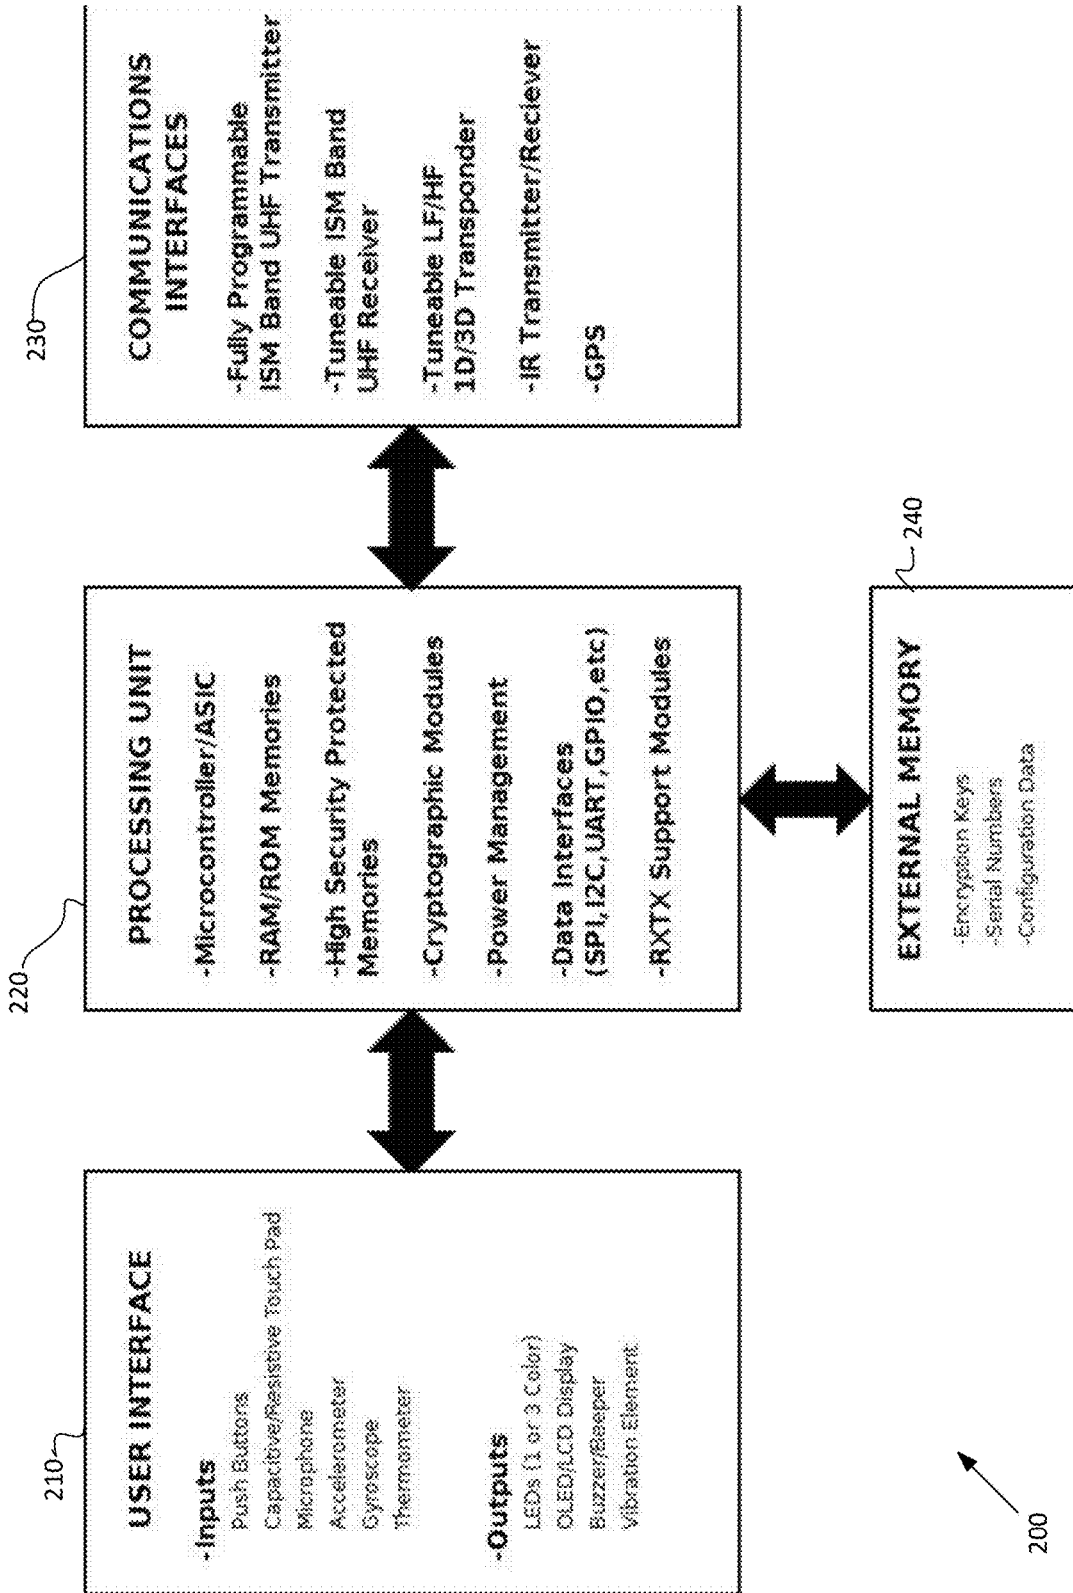 210
USER INTERFACE
-Inputs
Push Buttons
Capacitive/Resistive Touch Pad
Microphone
Accelerometer
Gyroscope
Thermometer
-Outputs
LEDs (1 or 3 Color)
OLED/LCD Display
Buzzer/Beeper
Vibration Element
220
PROCESSING UNIT
-Microcontroller/ASIC
-RAM/ROM Memories
-High Security Protected
Memories
-Cryptographic Modules
-Power Management
-Data Interfaces
(SPI,I2C,UART,GPIO,etc)
-RXTX Support Modules
230
COMMUNICATIONS
INTERFACES
-Fully Programmable
ISM Band UHF Transmitter
-Tuneable ISM Band
UHF Receiver
-Tuneable LF/HF
1D/3D Transponder
-IR Transmitter/Reciever
-GPS
240
EXTERNAL MEMORY
-Encryption Keys
-Serial Numbers
-Configuration Data
200